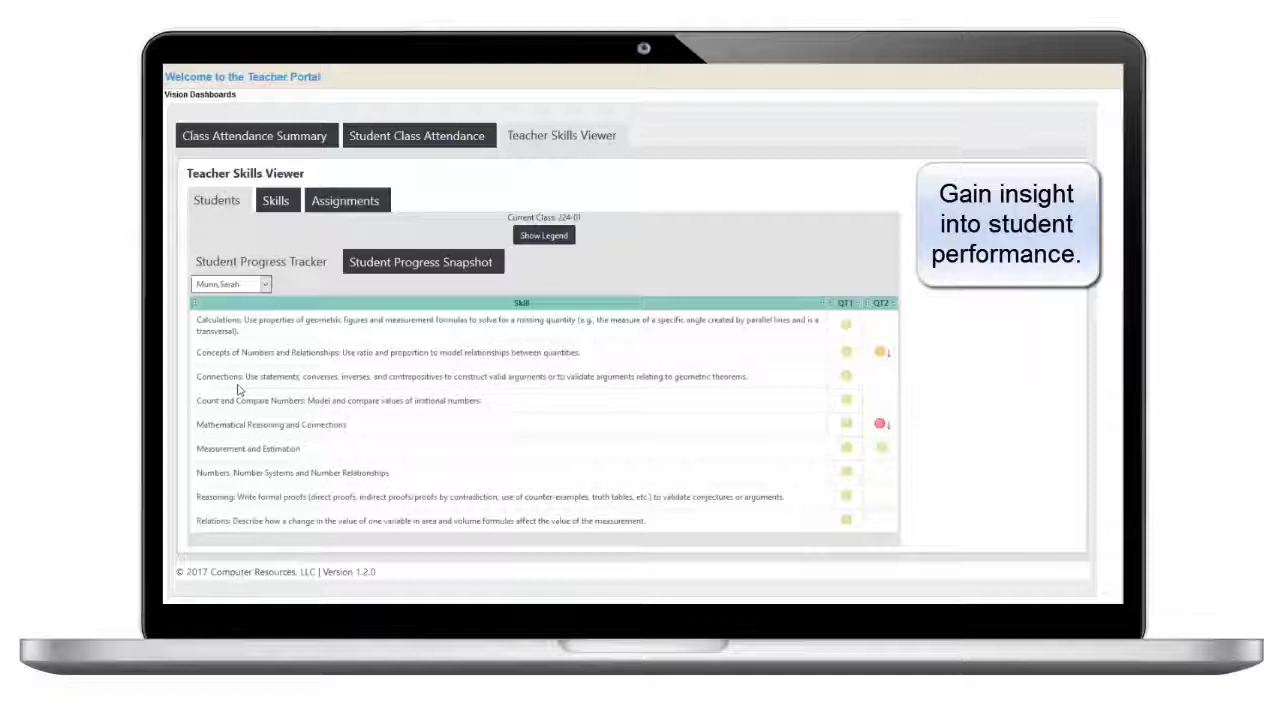 Welcome to the Teacher Portal
Vision Dashboards
Class Attendance Summary
Student Class Attendance
Teacher Skills Viewer
Teacher Skills Viewer
Students
Skills
Assignments
Current Class: J24-01
Show Legend
Student Progress Tracker
Student Progress Snapshot
Munn,Sarah
Skill
QT1
QT2
Calculations: Use properties of geometric figures and measurement formulas to solve for a missing quantity (e.g., the measure of a specific angle created by parallel lines and is a
transversal).
Concepts of Numbers and Relationships: Use ratio and proportion to model relationships between quantities.
Connections: Use statements, converses, inverses, and contrapositives to construct valid arguments or to validate arguments relating to geometric theorems.
Count and Compare Numbers: Model and compare values of irrational numbers.
Mathematical Reasoning and Connections
Measurement and Estimation
Numbers, Number Systems and Number Relationships
Reasoning: Write formal proofs (direct proofs, indirect proofs/proofs by contradiction, use of counter-examples, truth tables, etc.) to validate conjectures or arguments.
Relations: Describe how a change in the value of one variable in area and volume formulas affect the value of the measurement.
© 2017 Computer Resources, LLC | Version 1.2.0
Gain insight
into student
performance.